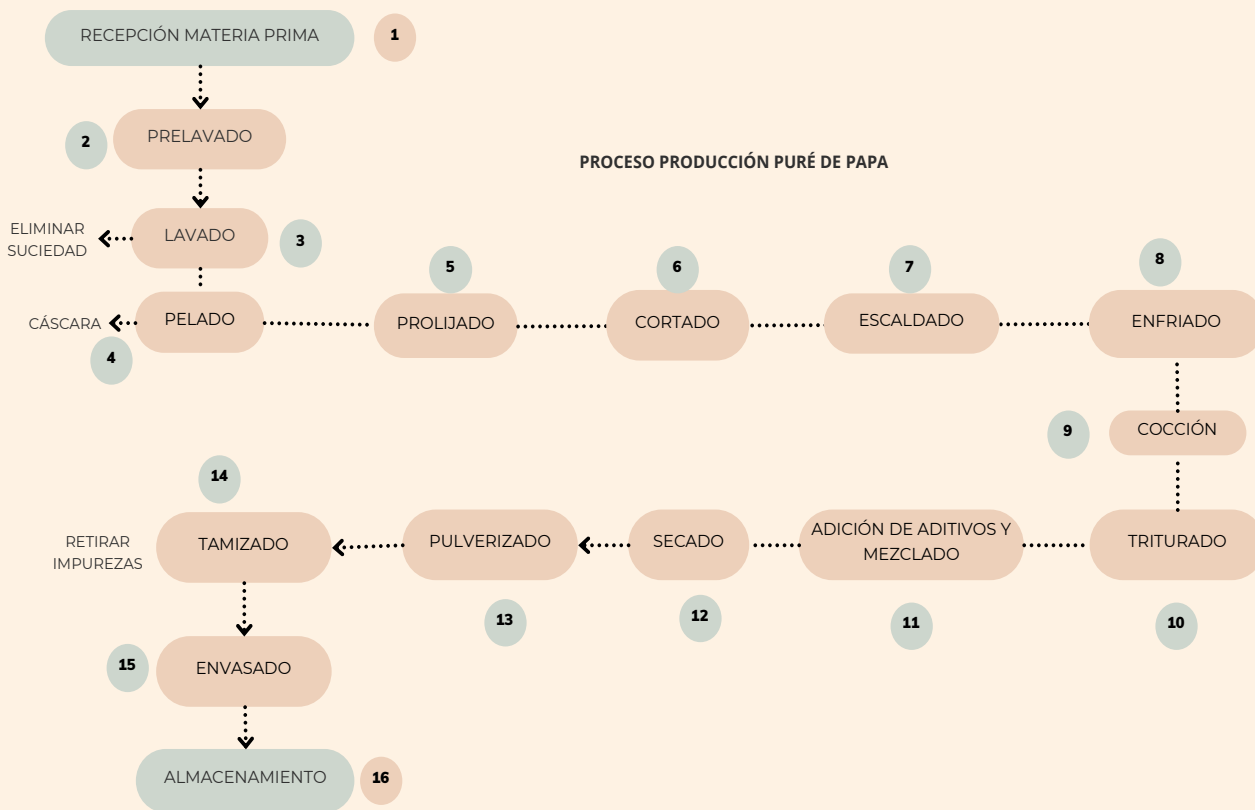 RECEPCIÓN MATERIA PRIMA
1
PRELAVADO
2
PROCESO PRODUCCIÓN PURÉ DE PAPA
ELIMINAR
SUCIEDAD
LAVADO
3
CÁSCARA
PELADO
4
5
PROLIJADO
6
CORTADO
7
ESCALDADO
8
ENFRIADO
9
COCCIÓN
TRITURADO
10
ADICIÓN DE ADITIVOS Y
MEZCLADO
11
SECADO
12
PULVERIZADO
13
14
TAMIZADO
RETIRAR
IMPUREZAS
15
ENVASADO
ALMACENAMIENTO
16